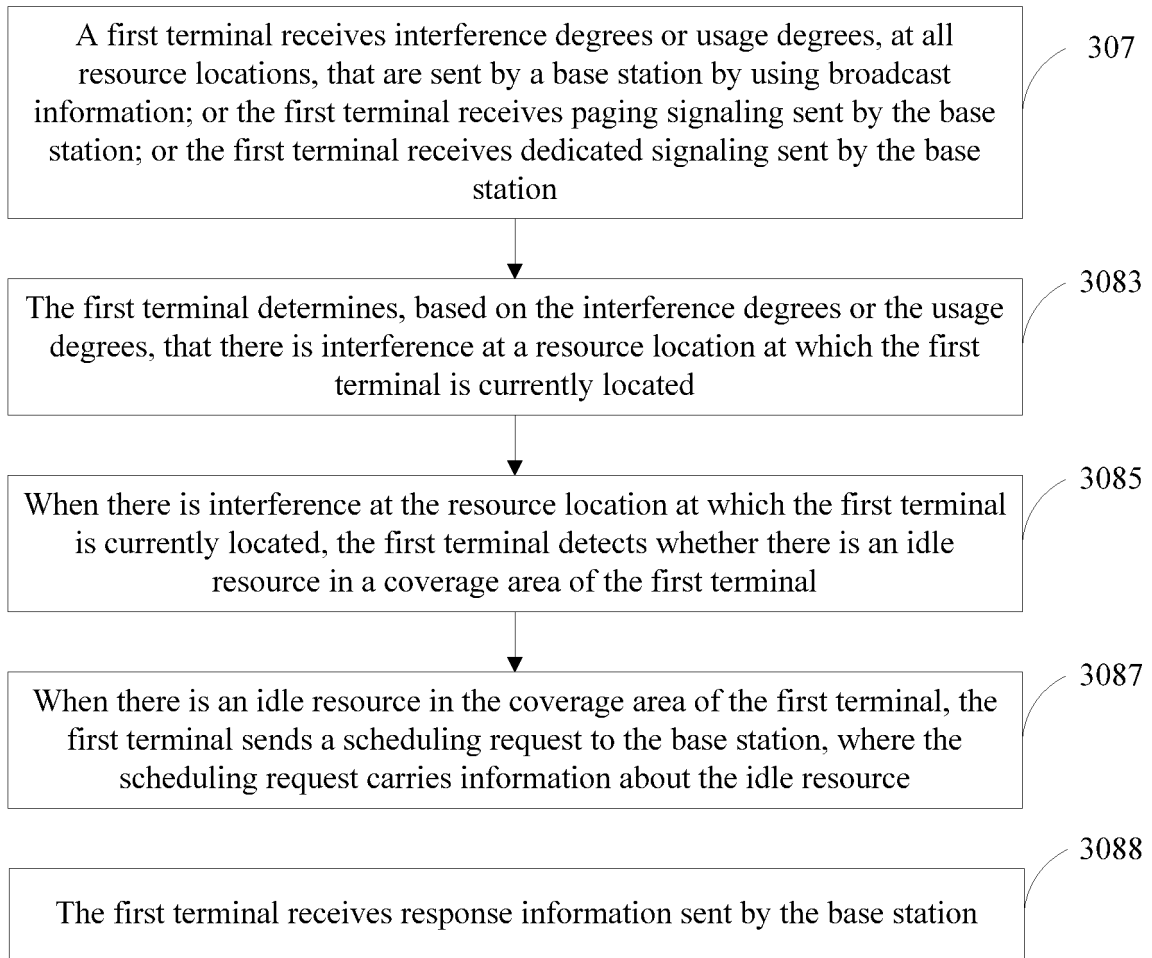 A first terminal receives interference degrees or usage degrees, at all
resource locations, that are sent by a base station by using broadcast
information; or the first terminal receives paging signaling sent by the base
station; or the first terminal receives dedicated signaling sent by the base
station
307
The first terminal determines, based on the interference degrees or the usage
degrees, that there is interference at a resource location at which the first
terminal is currently located
3083
When there is interference at the resource location at which the first terminal
is currently located, the first terminal detects whether there is an idle
resource in a coverage area of the first terminal
3085
When there is an idle resource in the coverage area of the first terminal, the
first terminal sends a scheduling request to the base station, where the
scheduling request carries information about the idle resource
3087
The first terminal receives response information sent by the base station
3088